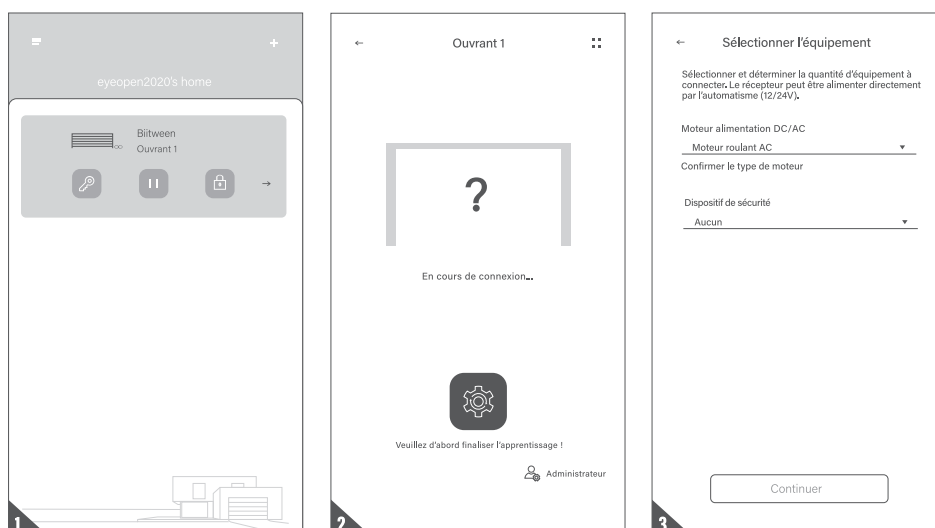 eyeopen2020's home
Biitween
Ouvrant 1
1
Ouvrant 1
?
En cours de connexion...
Veuillez d'abord finaliser l'apprentissage !
Administrateur
2
Sélectionner l'équipement
Sélectionner et déterminer la quantité d'équipement à
connecter. Le récepteur peut être alimenter directement
par l'automatisme (12/24V).
Moteur alimentation DC/AC
Moteur roulant AC
Confirmer le type de moteur
Dispositif de sécurité
Aucun
Continuer
3